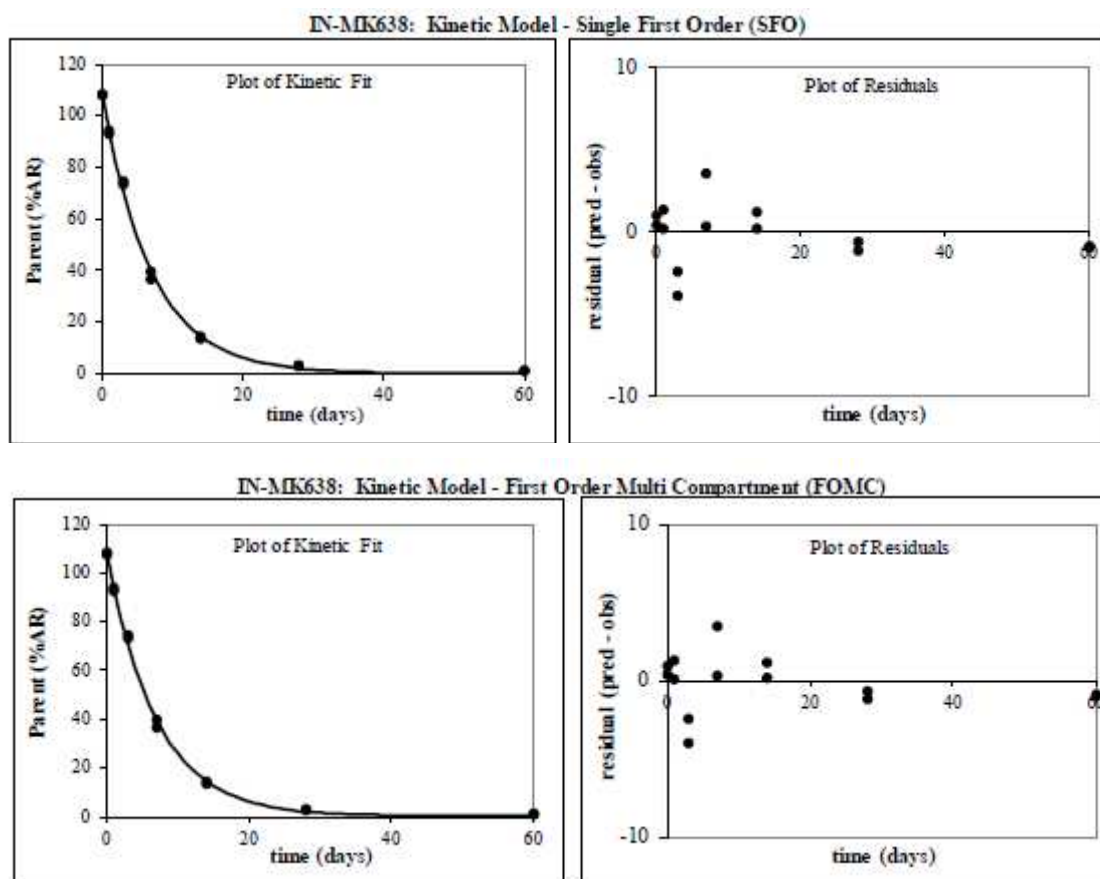 IN-MK638: Kinetic Model - Single First Order (SFO)
Plot of Kinetic Fit
Parent (%AR)
120
100
80
60
40
20
0
0 20 40 60
time (days)
Plot of Residuals
residual (pred - obs)
10
0
-10
0 20 40 60
time (days)
IN-MK638: Kinetic Model - First Order Multi Compartment (FOMC)
Plot of Kinetic Fit
Parent (%AR)
120
100
80
60
40
20
0
0 20 40 60
time (days)
Plot of Residuals
residual (pred - obs)
10
0
-10
0 20 40 60
time (days)